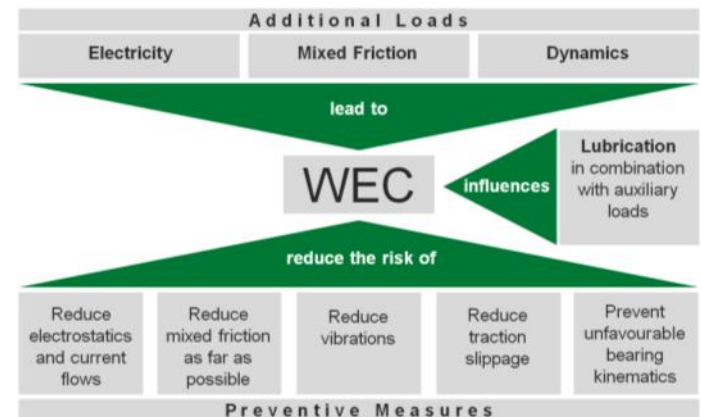 Additional Loads
Electricity
Mixed Friction
Dynamics
lead to
WEC
influences
Lubrication
in combination
with auxiliary
loads
reduce the risk of
Reduce
electrostatics
and current
flows
Reduce
mixed friction
as far as
possible
Reduce
vibrations
Reduce
traction
slippage
Prevent
unfavourable
bearing
kinematics
Preventive Measures